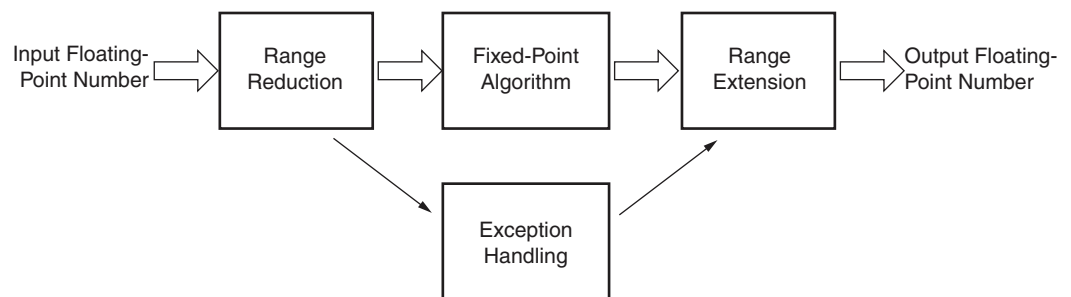 Input Floating-
Point Number
Range
Reduction
Fixed-Point
Algorithm
Range
Extension
Output Floating-
Point Number
Exception
Handling